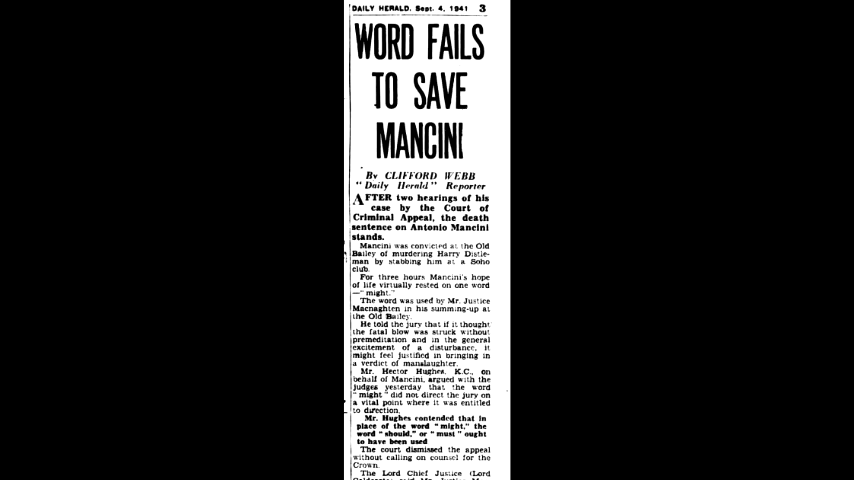 DAILY HERALD, Sept. 4, 1941 3
WORD FAILS
TO SAVE
MANCINI
By CLIFFORD WEBB
"Daily Herald" Reporter
AFTER two hearings of his
case by the Court of
Criminal Appeal, the death
sentence on Antonio Mancini
stands.
Mancini was convicted at the Old
Bailey of murdering Harry Distle-
man by stabbing him at a Soho
club.
For three hours Mancini's hope
of life virtually rested on one word
—"might."
The word was used by Mr. Justice
Macnaghten in his summing-up at
the Old Bailey.
He told the jury that if it thought
the fatal blow was struck without
premeditation and in the general
excitement of a disturbance, it
might feel justified in bringing in
a verdict of manslaughter.
Mr. Hector Hughes, K.C., on
behalf of Mancini, argued with the
judges yesterday that the word
"might" did not direct the jury on
a vital point where it was entitled
to direction.
Mr. Hughes contended that in
place of the word "might," the
word "should," or "must" ought
to have been used
The court dismissed the appeal
without calling on counsel for the
Crown.
The Lord Chief Justice (Lord